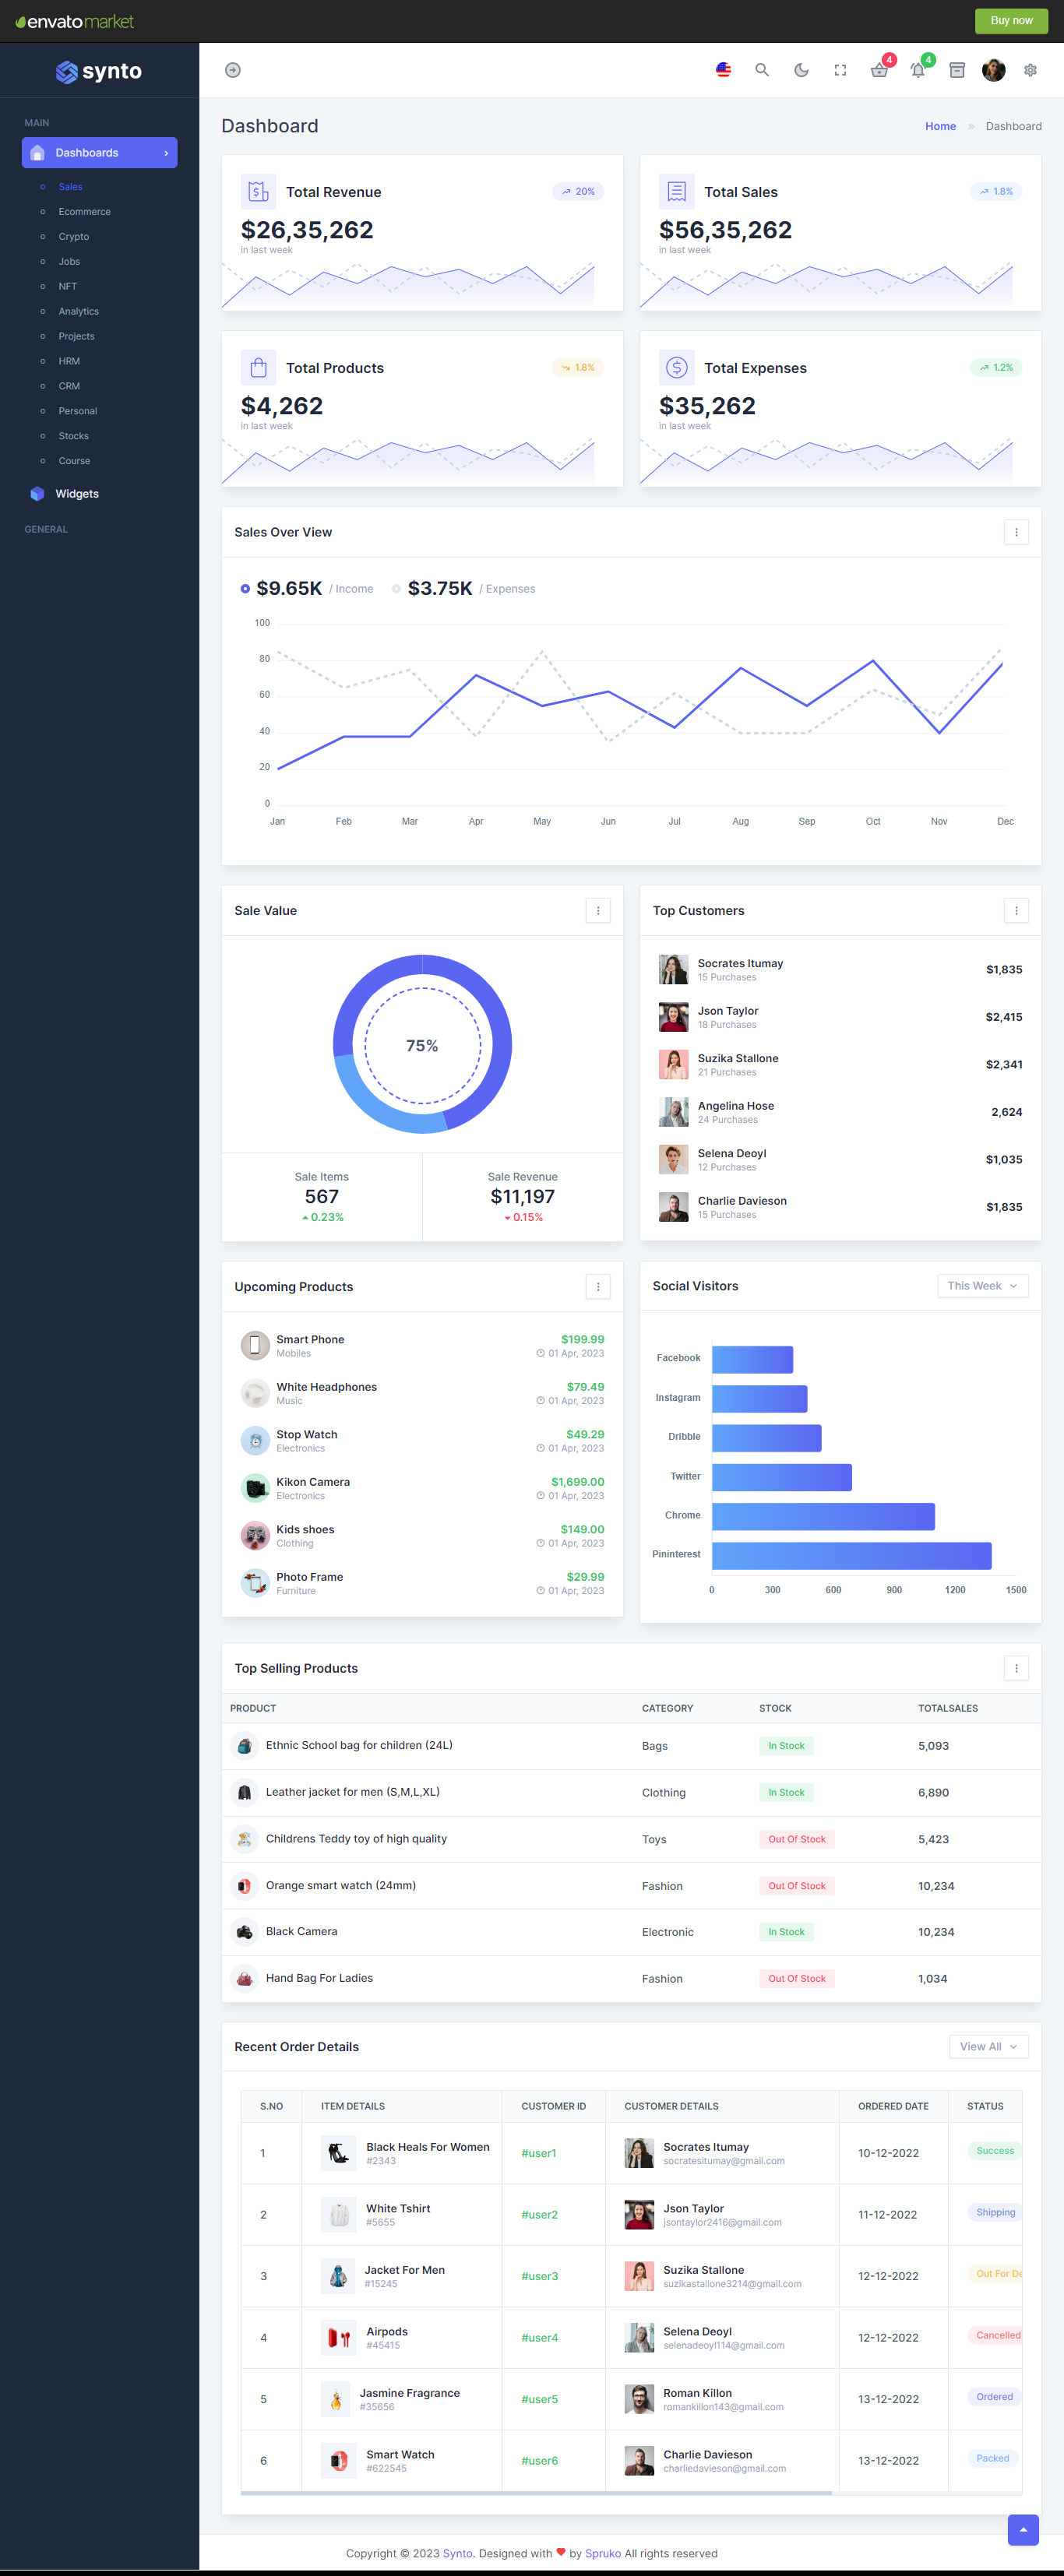 envato market
Buy now
synto
4
4
MAIN
Dashboards
Sales
Ecommerce
Crypto
Jobs
NFT
Analytics
Projects
HRM
CRM
Personal
Stocks
Course
Widgets
GENERAL
Dashboard
Home » Dashboard
Total Revenue
20%
$26,35,262
in last week
Total Sales
1.8%
$56,35,262
in last week
Total Products
1.8%
$4,262
in last week
Total Expenses
1.2%
$35,262
in last week
Sales Over View
$9.65K / Income $3.75K / Expenses
100
80
60
40
20
0
Jan Feb Mar Apr May Jun Jul Aug Sep Oct Nov Dec
Sale Value
75%
Sale Items
567
0.23%
Sale Revenue
$11,197
0.15%
Top Customers
Socrates Itumay
15 Purchases
$1,835
Json Taylor
18 Purchases
$2,415
Suzika Stallone
21 Purchases
$2,341
Angelina Hose
24 Purchases
2,624
Selena Deoyl
12 Purchases
$1,035
Charlie Davieson
15 Purchases
$1,835
Upcoming Products
Smart Phone $199.99
Mobiles 01 Apr, 2023
White Headphones $79.49
Music 01 Apr, 2023
Stop Watch $49.29
Electronics 01 Apr, 2023
Kikon Camera $1,699.00
Electronics 01 Apr, 2023
Kids shoes $149.00
Clothing 01 Apr, 2023
Photo Frame $29.99
Furniture 01 Apr, 2023
Social Visitors
This Week
Facebook
Instagram
Dribble
Twitter
Chrome
Pininterest
0 300 600 900 1200 1500
Top Selling Products
PRODUCT CATEGORY STOCK TOTALSALES
Ethnic School bag for children (24L) Bags In Stock 5,093
Leather jacket for men (S,M,L,XL) Clothing In Stock 6,890
Childrens Teddy toy of high quality Toys Out Of Stock 5,423
Orange smart watch (24mm) Fashion Out Of Stock 10,234
Black Camera Electronic In Stock 10,234
Hand Bag For Ladies Fashion Out Of Stock 1,034
Recent Order Details
View All
S.NO ITEM DETAILS CUSTOMER ID CUSTOMER DETAILS ORDERED DATE STATUS
1 Black Heals For Women #2343 #user1 Socrates Itumay socratesitumay@gmail.com 10-12-2022 Success
2 White Tshirt #5655 #user2 Json Taylor jsontaylor2416@gmail.com 11-12-2022 Shipping
3 Jacket For Men #15245 #user3 Suzika Stallone suzikastallone3214@gmail.com 12-12-2022 Out For De
4 Airpods #45415 #user4 Selena Deoyl selenadeoyl114@gmail.com 12-12-2022 Cancelled
5 Jasmine Fragrance #35656 #user5 Roman Killon romankillon143@gmail.com 13-12-2022 Ordered
6 Smart Watch #622545 #user6 Charlie Davieson charliedavieson@gmail.com 13-12-2022 Packed
Copyright © 2023 Synto. Designed with ❤ by Spruko All rights reserved